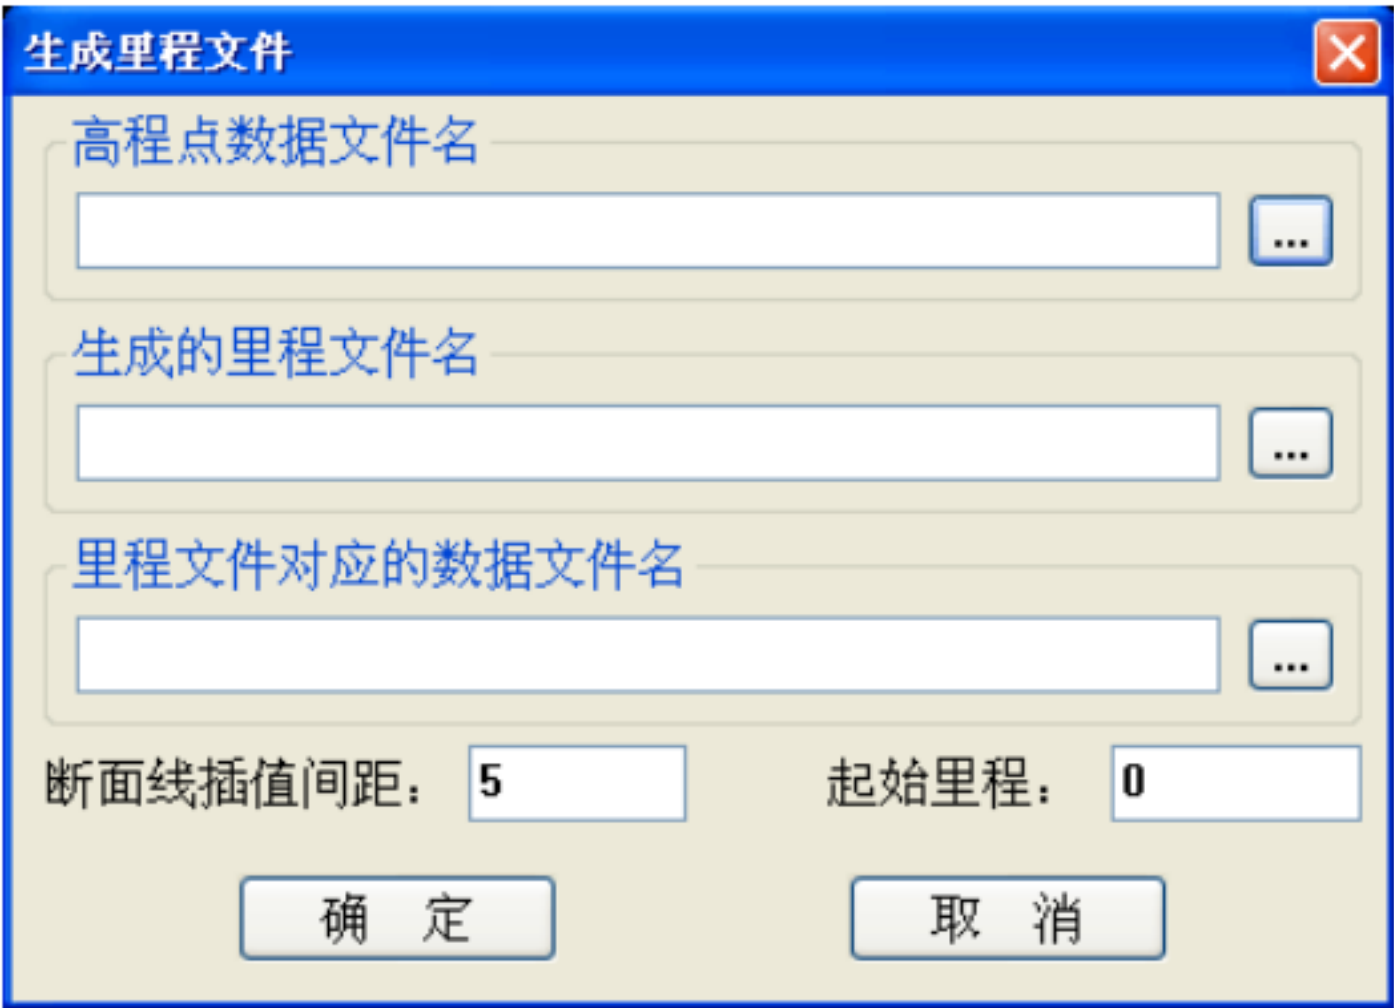 生成里程文件
高程点数据文件名
...
生成的里程文件名
...
里程文件对应的数据文件名
...
断面线插值间距： 5 起始里程： 0
确 定 取 消